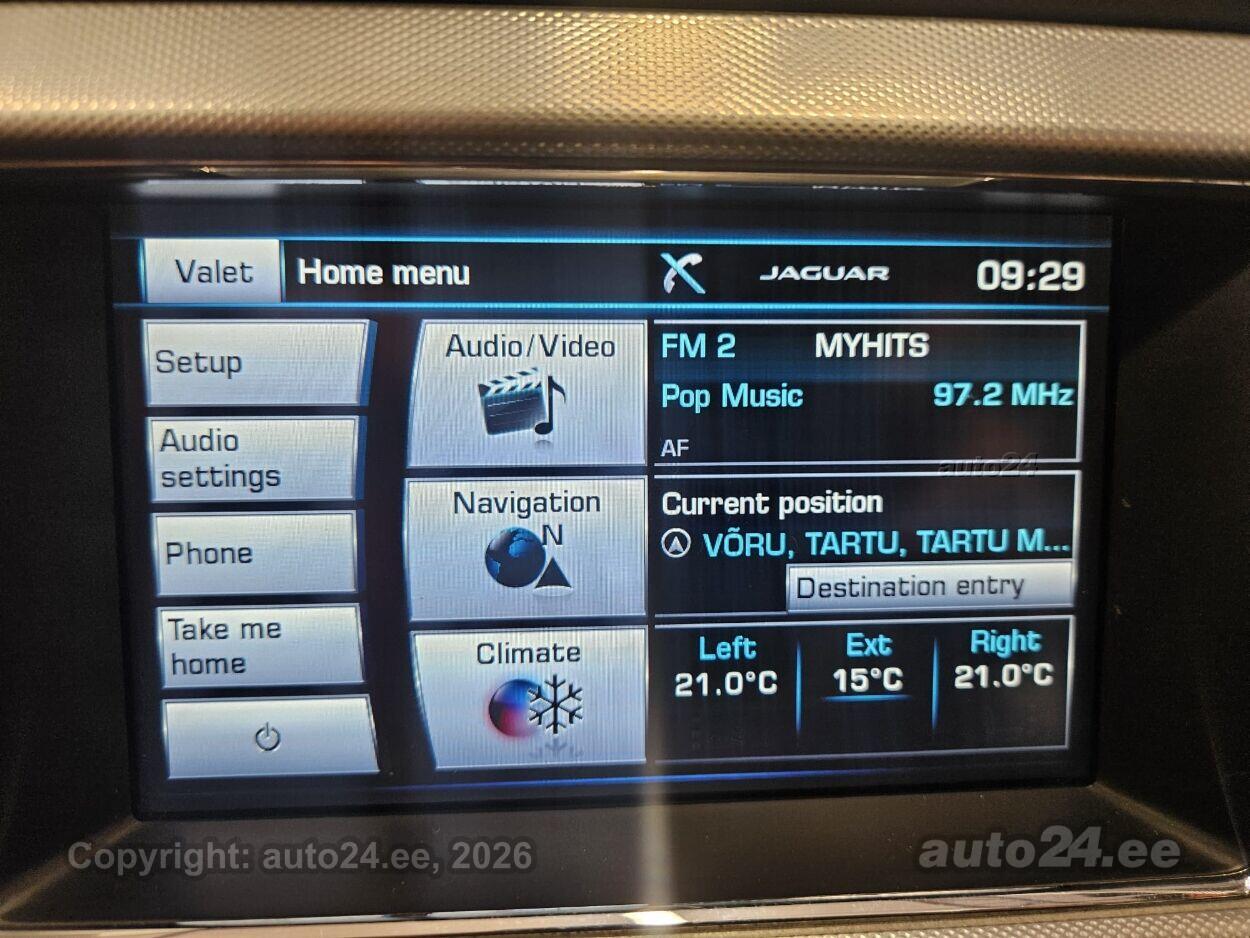 Valet
Home menu
JAGUAR
09:29
Setup
Audio
settings
Phone
Take me
home
Audio/Video
Navigation
N
Climate
FM 2 MYHITS
Pop Music 97.2 MHz
AF
auto24
Current position
VÕRU, TARTU, TARTU M...
Destination entry
Left Ext Right
21.0°C 15°C 21.0°C
Copyright: auto24.ee, 2026
auto24.ee